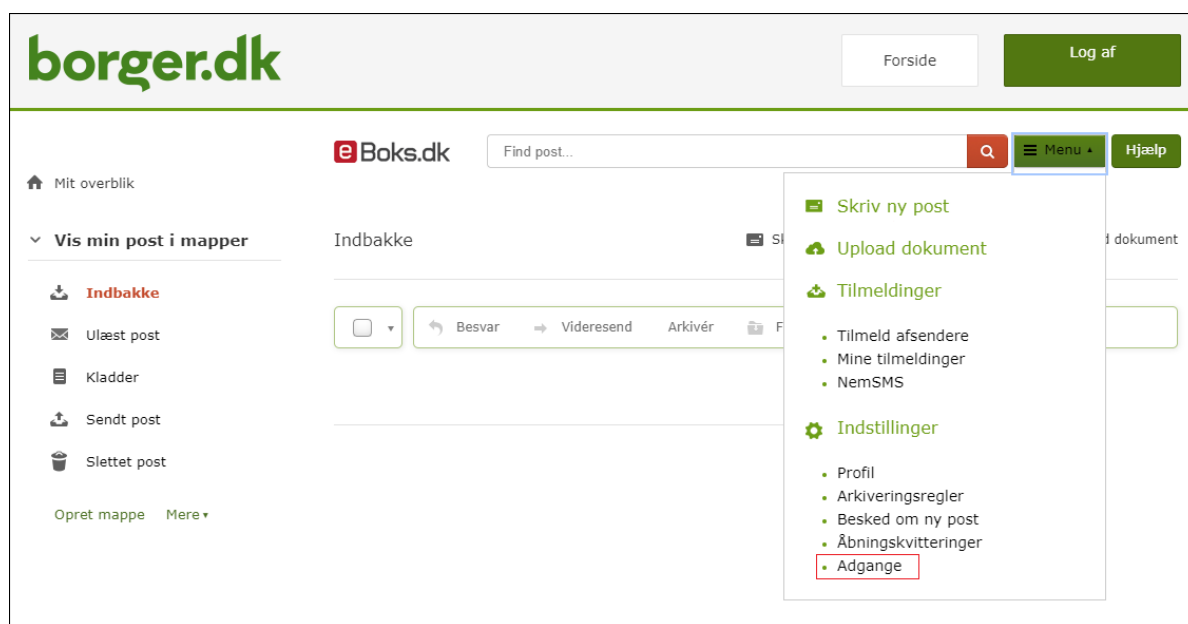 borger.dk
Forside
Log af
eBoks.dk
Find post...
Menu
Hjælp
Mit overblik
Vis min post i mapper
Indbakke
Ulæst post
Kladder
Sendt post
Slettet post
Opret mappe Mere
Indbakke
dokument
Besvar Videresend Arkivér
Skriv ny post
Upload dokument
Tilmeldinger
Tilmeld afsendere
Mine tilmeldinger
NemSMS
Indstillinger
Profil
Arkiveringsregler
Besked om ny post
Åbningskvitteringer
Adgange